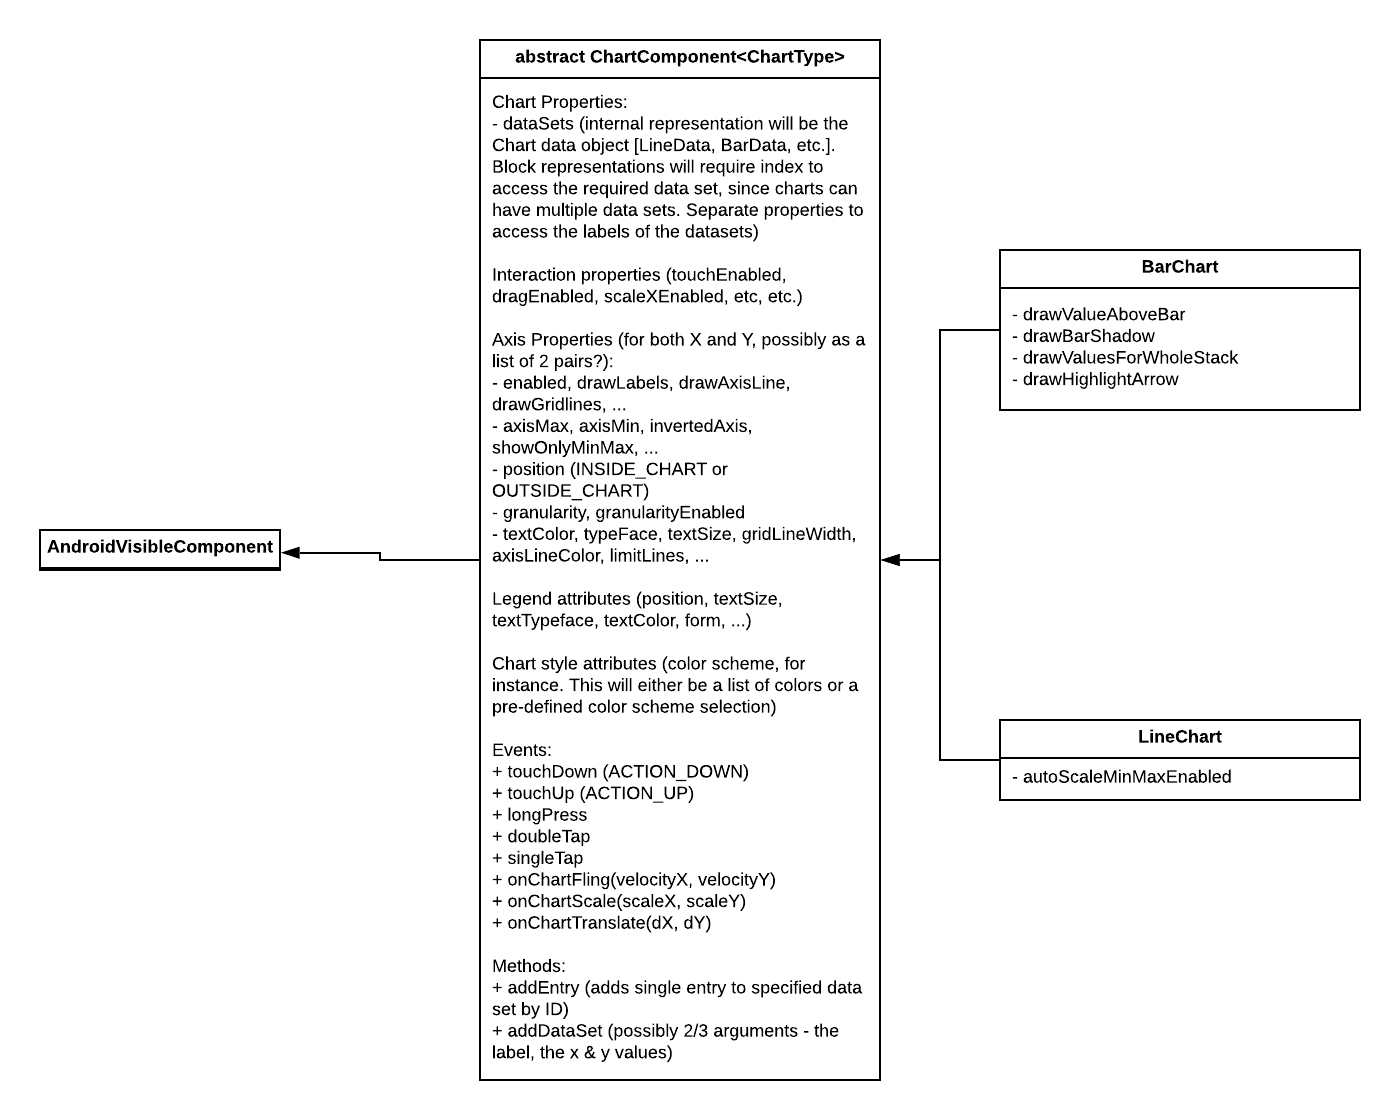 abstract ChartComponent<ChartType>
Chart Properties:
- dataSets (internal representation will be the
Chart data object [LineData, BarData, etc.].
Block representations will require index to
access the required data set, since charts can
have multiple data sets. Separate properties to
access the labels of the datasets)
Interaction properties (touchEnabled,
dragEnabled, scaleXEnabled, etc, etc.)
Axis Properties (for both X and Y, possibly as a
list of 2 pairs?):
- enabled, drawLabels, drawAxisLine,
drawGridlines, ...
- axisMax, axisMin, invertedAxis,
showOnlyMinMax, ...
- position (INSIDE_CHART or
OUTSIDE_CHART)
- granularity, granularityEnabled
- textColor, typeFace, textSize, gridLineWidth,
axisLineColor, limitLines, ...
Legend attributes (position, textSize,
textTypeface, textColor, form, ...)
Chart style attributes (color scheme, for
instance. This will either be a list of colors or a
pre-defined color scheme selection)
Events:
+ touchDown (ACTION_DOWN)
+ touchUp (ACTION_UP)
+ longPress
+ doubleTap
+ singleTap
+ onChartFling(velocityX, velocityY)
+ onChartScale(scaleX, scaleY)
+ onChartTranslate(dX, dY)
Methods:
+ addEntry (adds single entry to specified data
set by ID)
+ addDataSet (possibly 2/3 arguments - the
label, the x & y values)
AndroidVisibleComponent
BarChart
- drawValueAboveBar
- drawBarShadow
- drawValuesForWholeStack
- drawHighlightArrow
LineChart
- autoScaleMinMaxEnabled